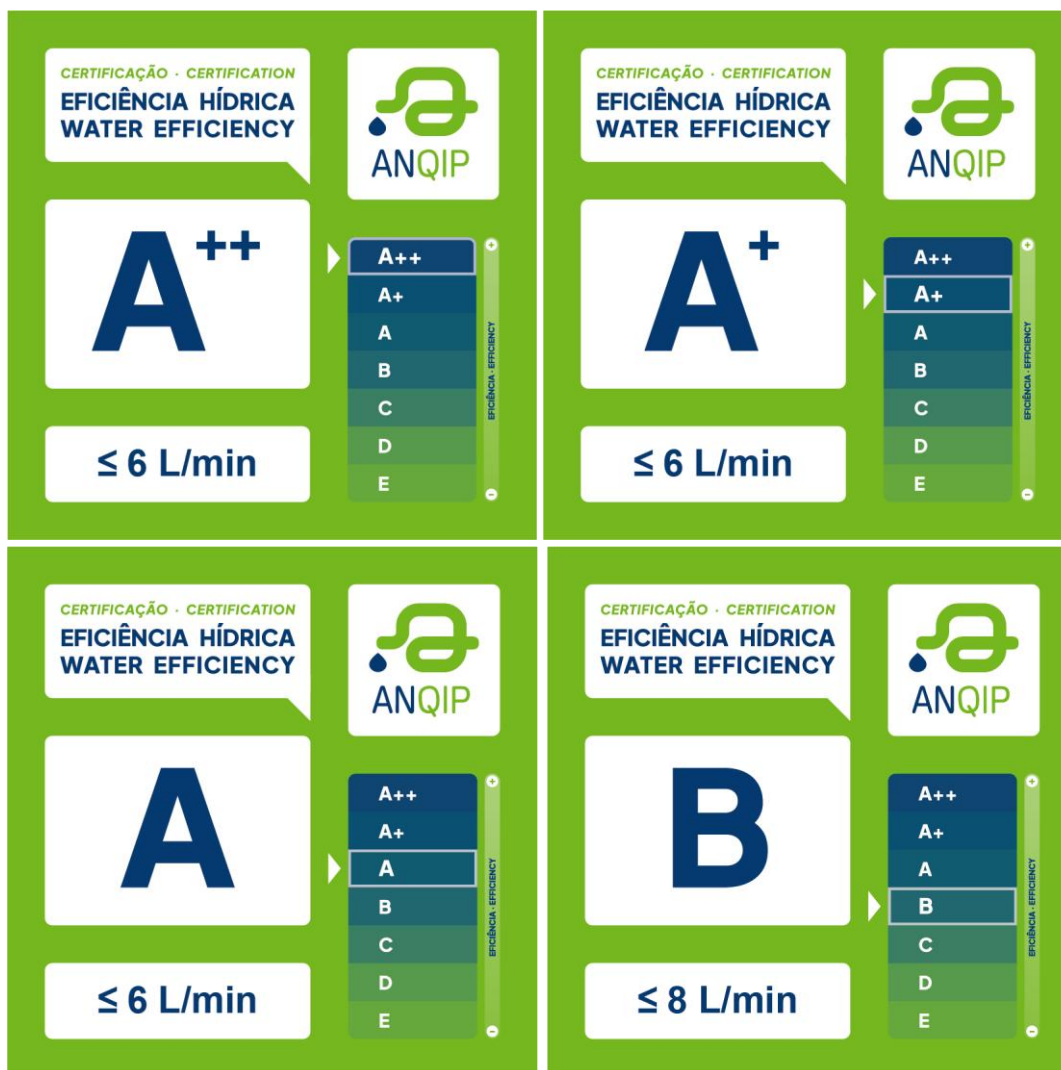 CERTIFICAÇÃO · CERTIFICATION
EFICIÊNCIA HÍDRICA
WATER EFFICIENCY
ANQIP
A++
A++
A+
A
B
C
D
E
EFICIÊNCIA · EFFICIENCY
≤ 6 L/min
CERTIFICAÇÃO · CERTIFICATION
EFICIÊNCIA HÍDRICA
WATER EFFICIENCY
ANQIP
A+
A++
A+
A
B
C
D
E
EFICIÊNCIA · EFFICIENCY
≤ 6 L/min
CERTIFICAÇÃO · CERTIFICATION
EFICIÊNCIA HÍDRICA
WATER EFFICIENCY
ANQIP
A
A++
A+
A
B
C
D
E
EFICIÊNCIA · EFFICIENCY
≤ 6 L/min
CERTIFICAÇÃO · CERTIFICATION
EFICIÊNCIA HÍDRICA
WATER EFFICIENCY
ANQIP
B
A++
A+
A
B
C
D
E
EFICIÊNCIA · EFFICIENCY
≤ 8 L/min